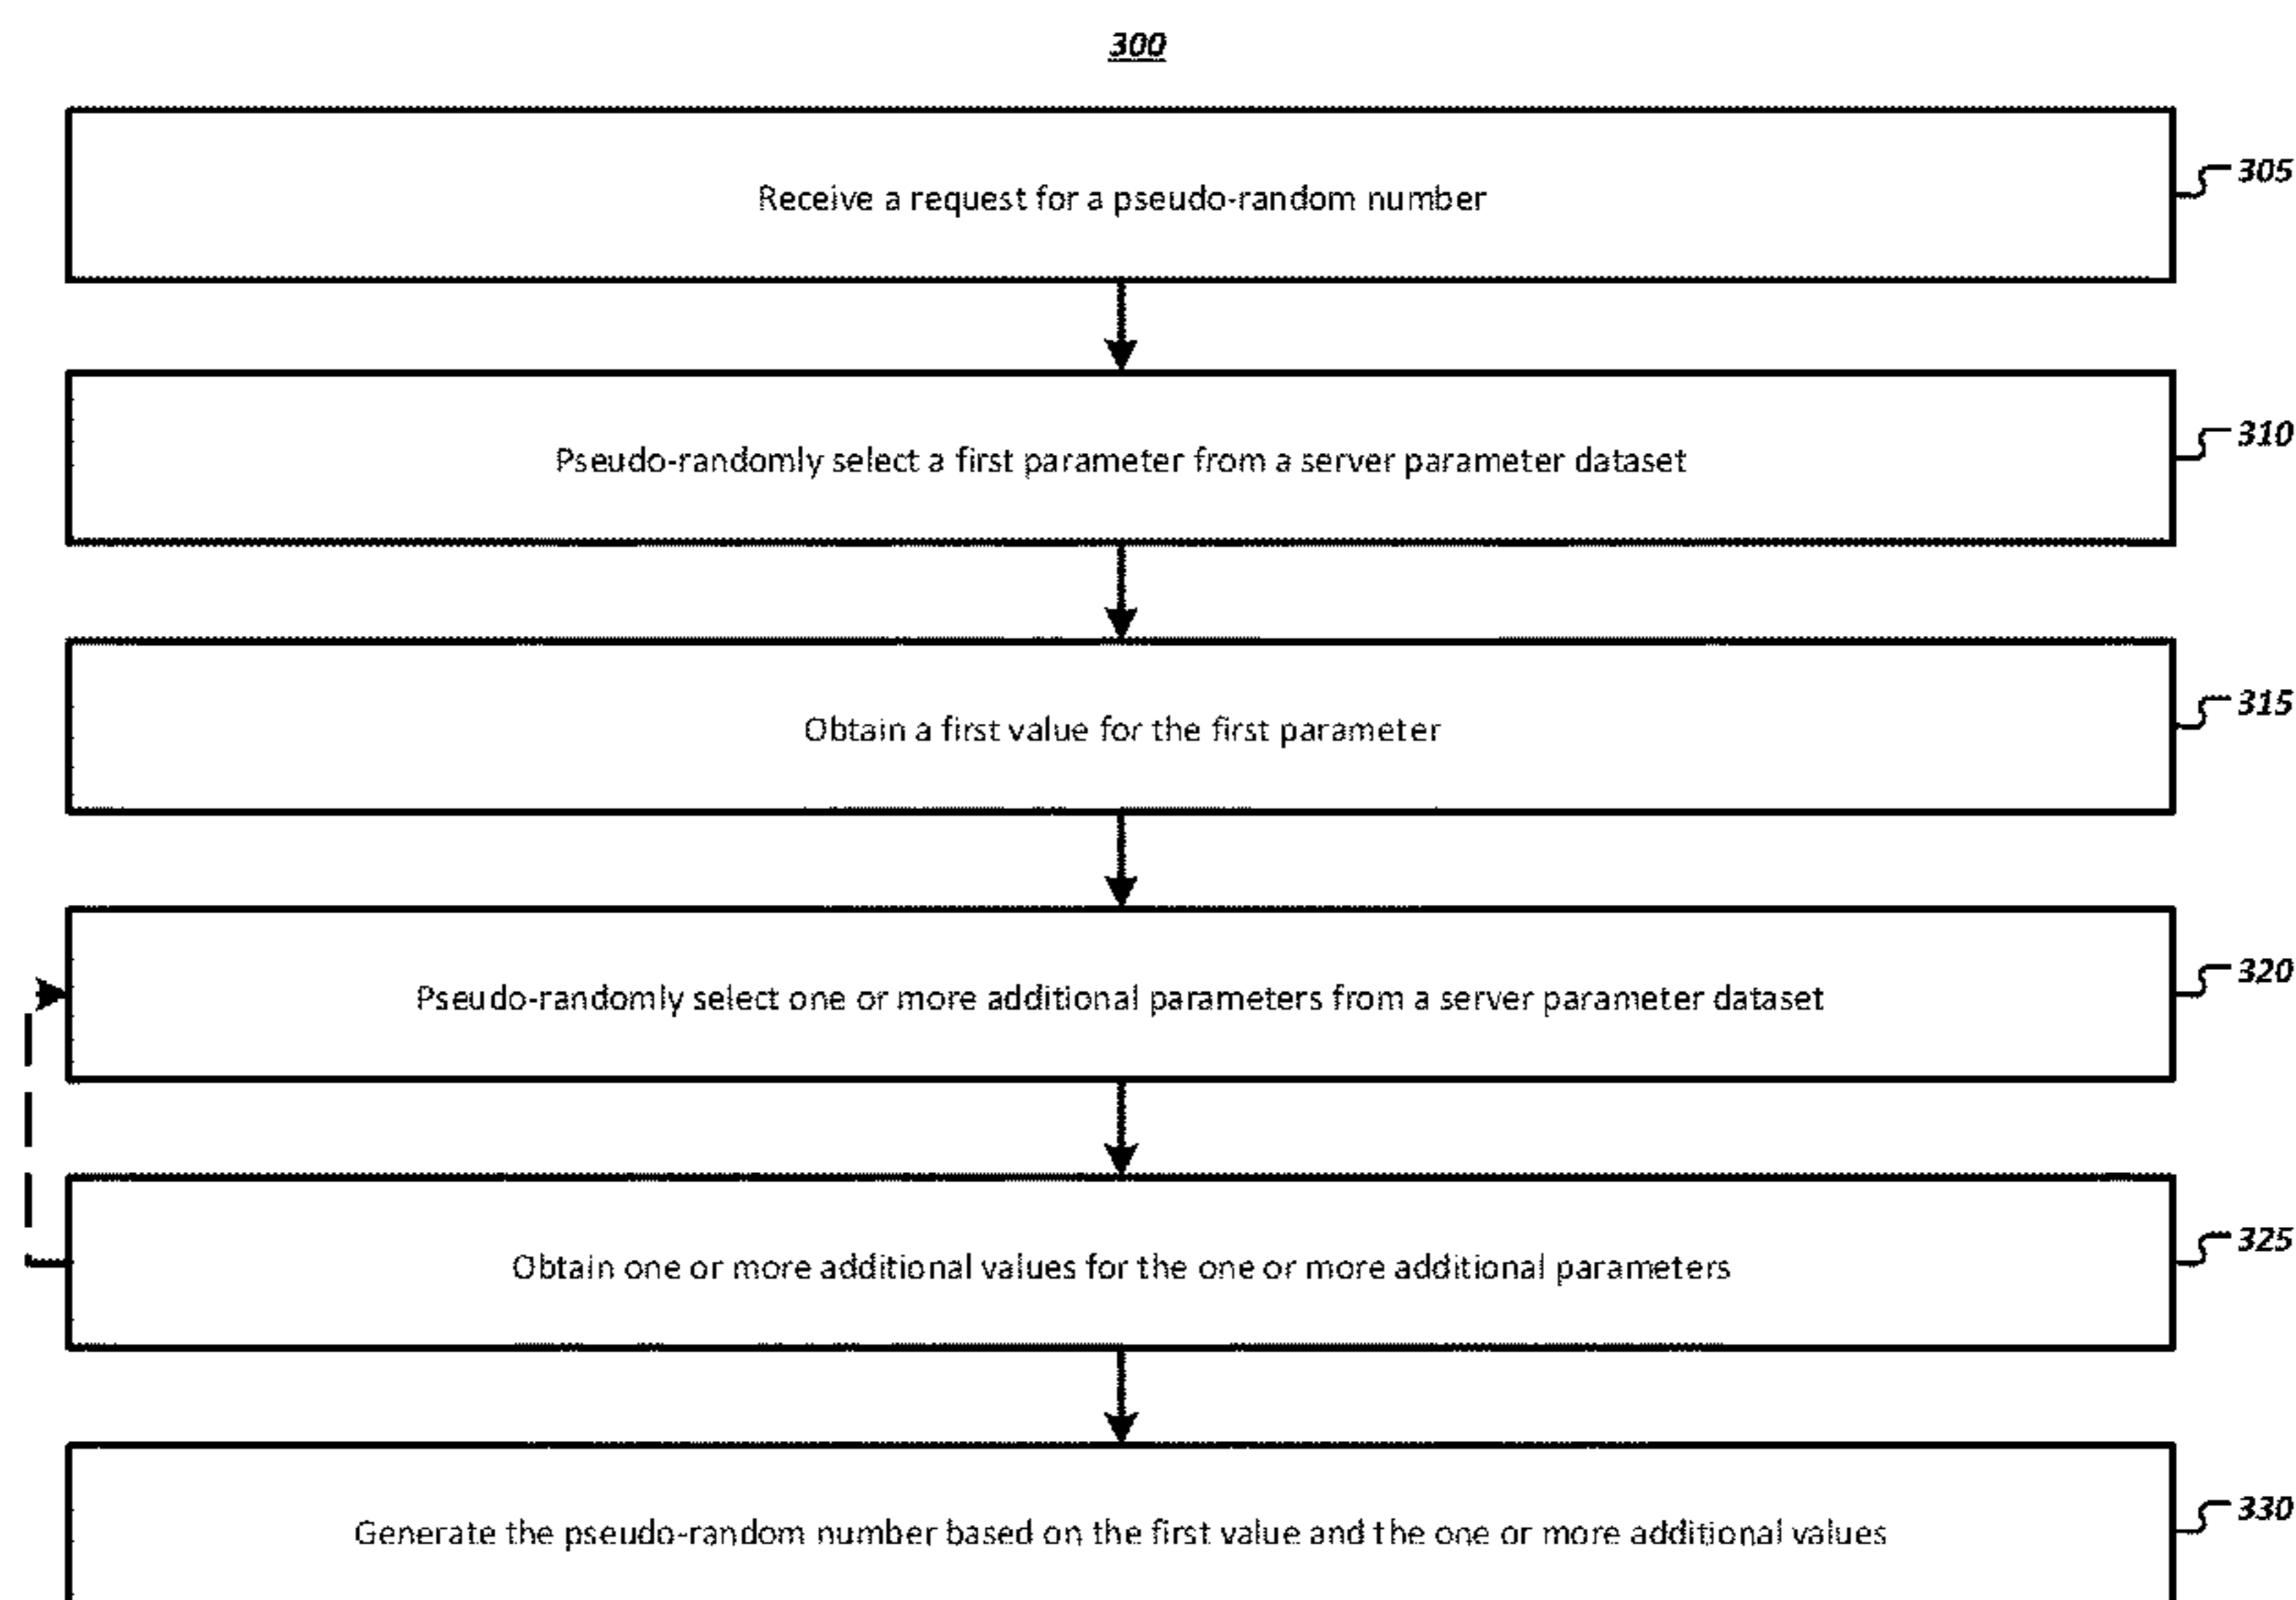 300
Receive a request for a pseudo-random number
305
Pseudo-randomly select a first parameter from a server parameter dataset
310
Obtain a first value for the first parameter
315
Pseudo-randomly select one or more additional parameters from a server parameter dataset
320
Obtain one or more additional values for the one or more additional parameters
325
Generate the pseudo-random number based on the first value and the one or more additional values
330